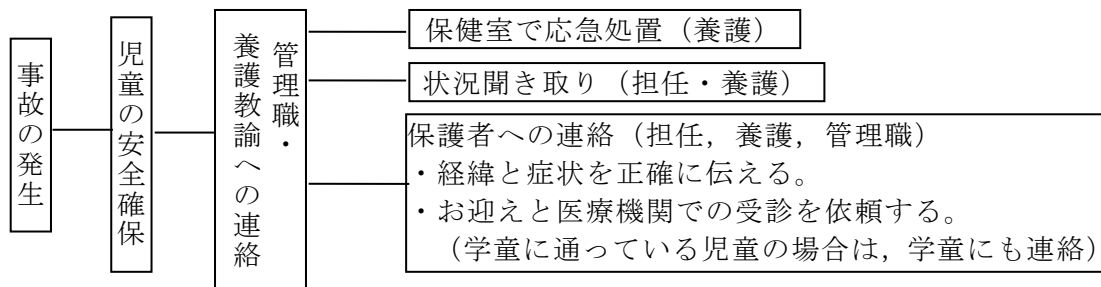 事故の発生
児童の安全確保
管理職・
養護教諭への連絡
保健室で応急処置（養護）
状況聞き取り（担任・養護）
保護者への連絡（担任，養護，管理職）
・経緯と症状を正確に伝える。
・お迎えと医療機関での受診を依頼する。
（学童に通っている児童の場合は，学童にも連絡）